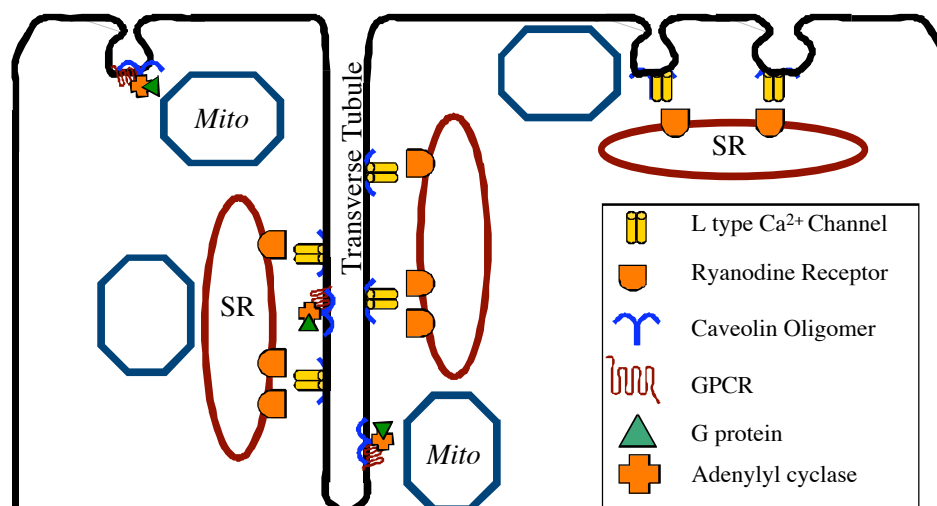 Mito
Transverse Tubule
SR
SR
Mito
L type Ca²⁺ Channel
Ryanodine Receptor
Caveolin Oligomer
GPCR
G protein
Adenylyl cyclase